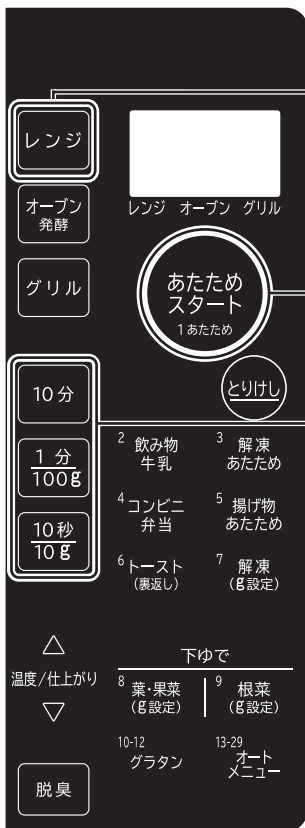 レンジ
オーブン
発酵
グリル
レンジ オーブン グリル
あたため
スタート
1あたため
とりけし
10分
1分
100g
10秒
10g
2 飲み物
牛乳
3 解凍
あたため
4 コンビニ
弁当
5 揚げ物
あたため
6 トースト
(裏返し)
7 解凍
(g設定)
△
温度/仕上がり
▽
下ゆで
8 葉・果菜
(g設定)
9 根菜
(g設定)
10-12
グラタン
13-29
オート
メニュー
脱臭